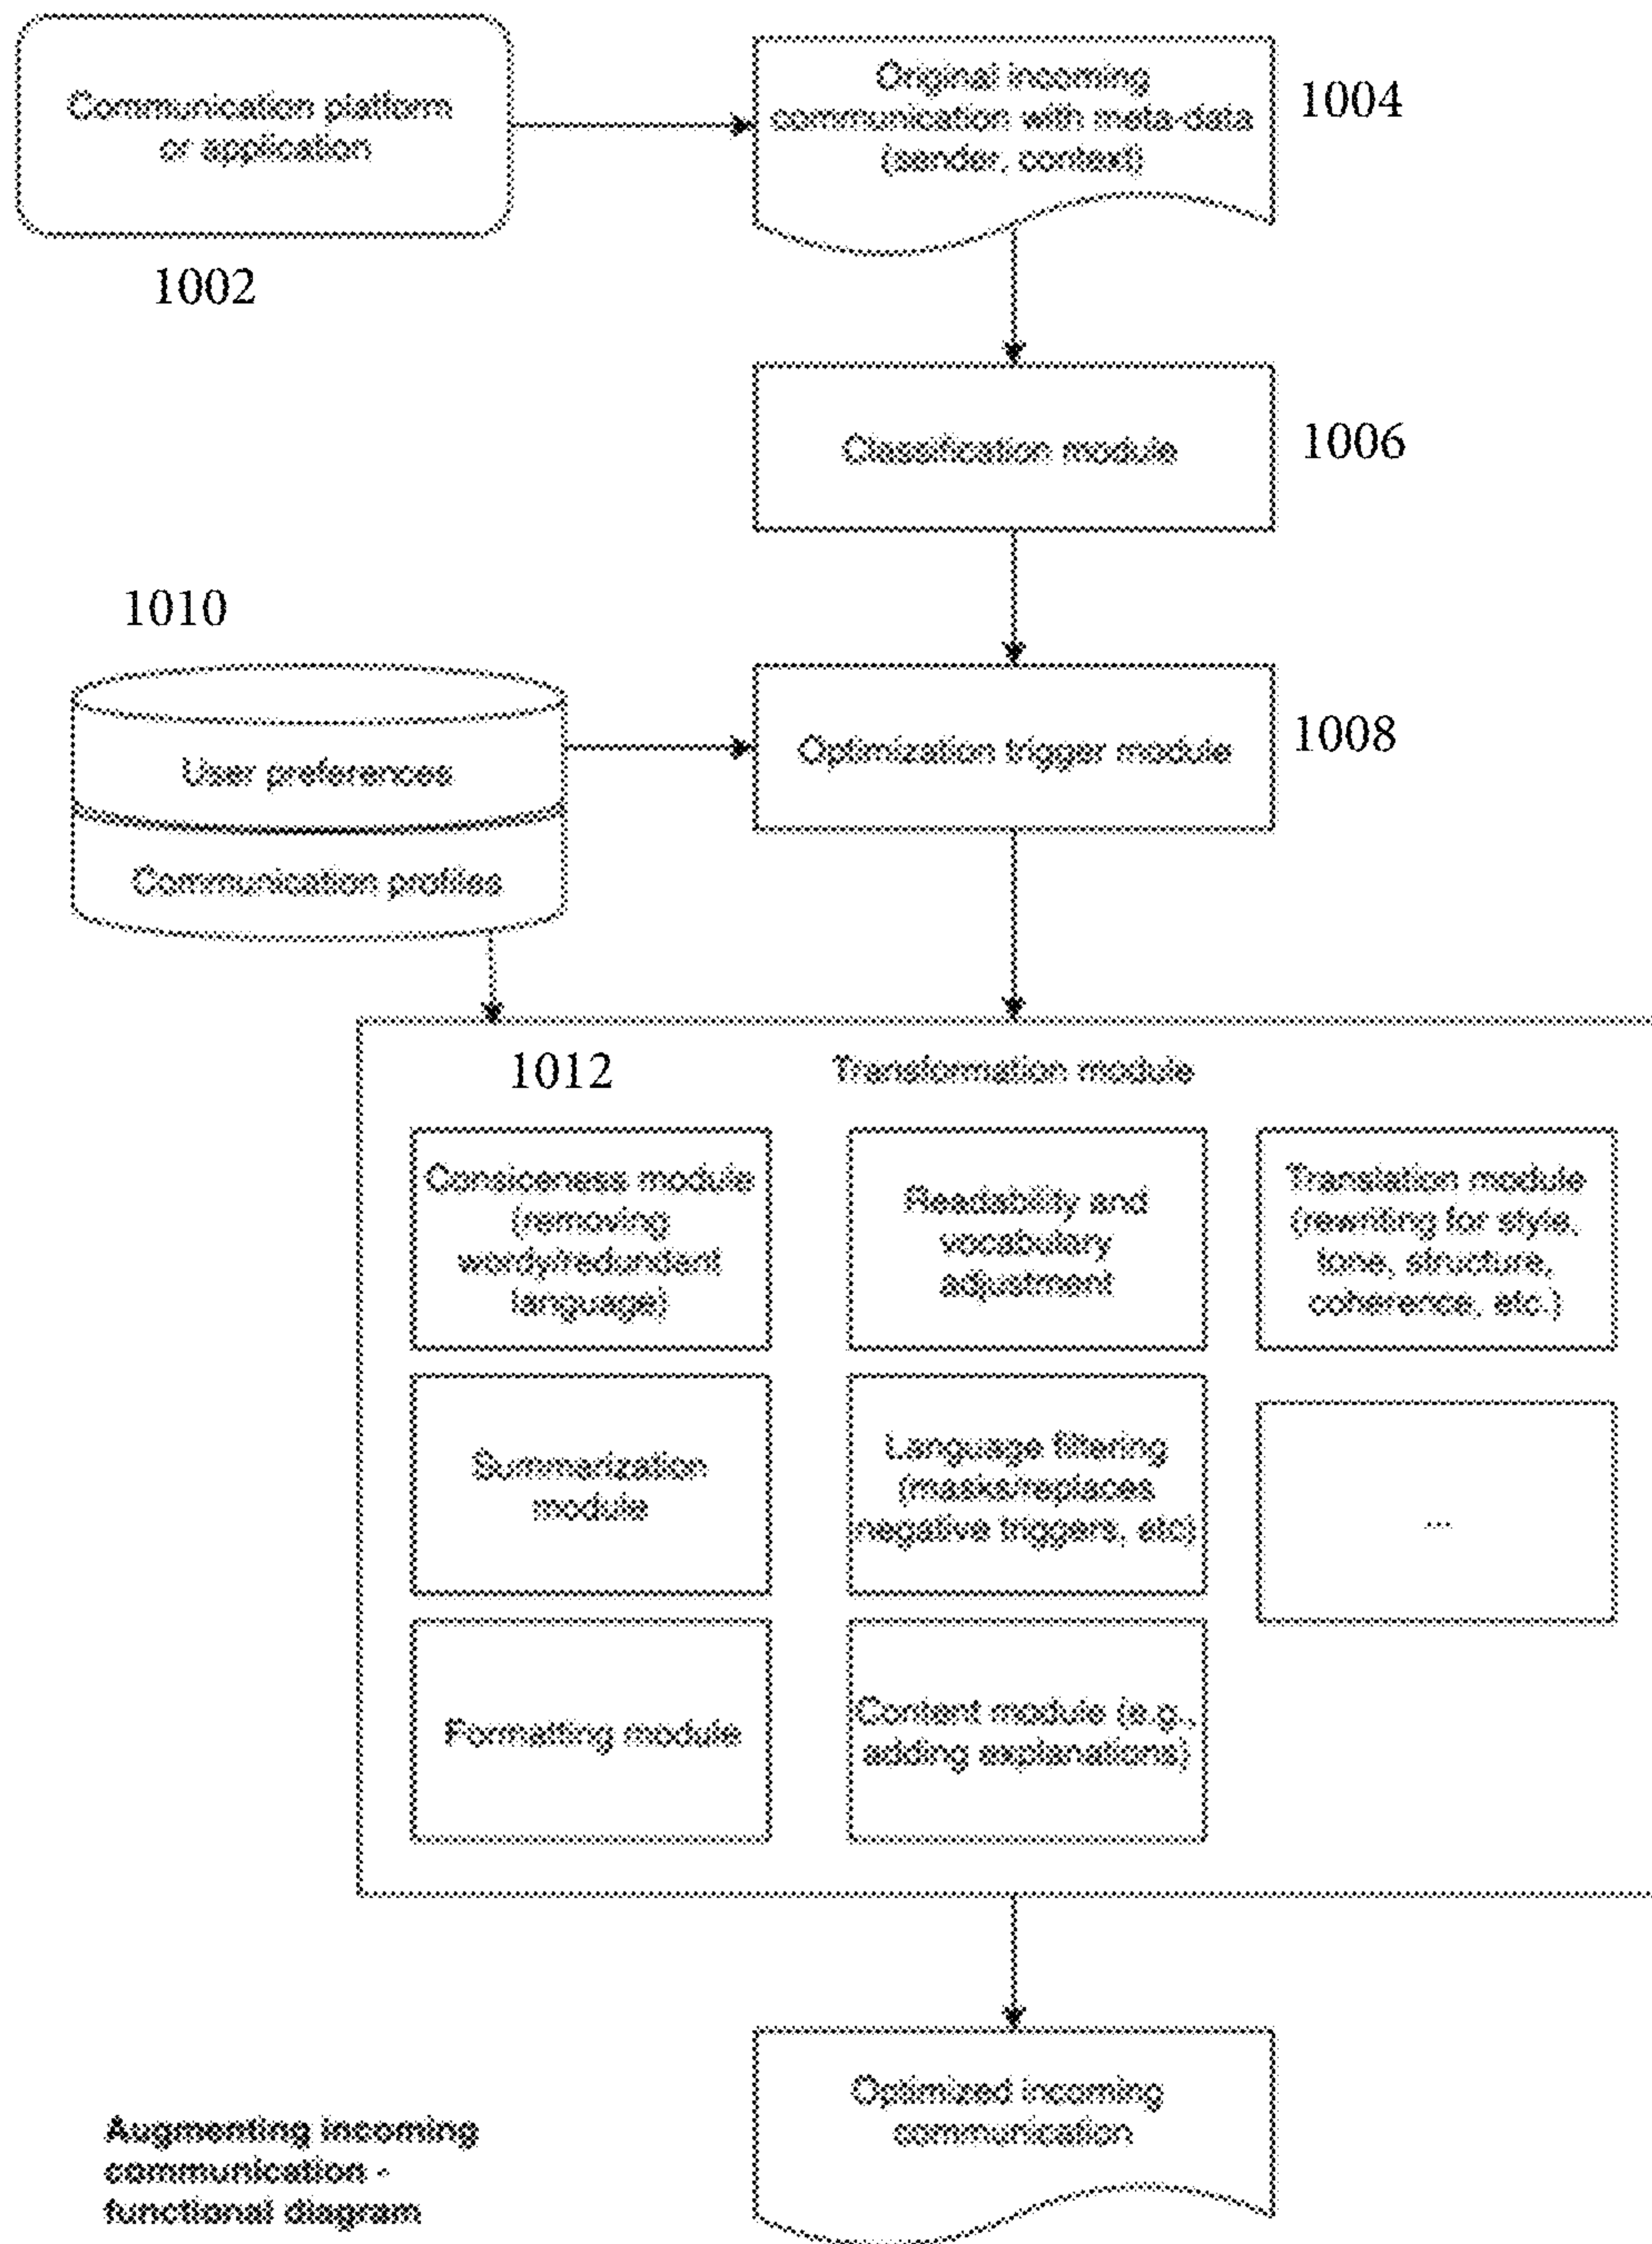 Communication platform
or application
1002
Original incoming
communication with meta-data
(sender, context)
1004
Classification module
1006
1010
User preferences
Communication profiles
Optimization trigger module
1008
1012
Transformation module
Consiceness module
(removing
wordy/redundant
language)
Readability and
vocabulary
adjustment
Translation module
(rewriting for style,
tone, structure,
coherence, etc.)
Summarization
module
Language filtering
(masks/replaces
negative triggers, etc)
...
Formatting module
Content module (e.g.,
adding explanations)
Optimized incoming
communication
Augmenting incoming
communication -
functional diagram